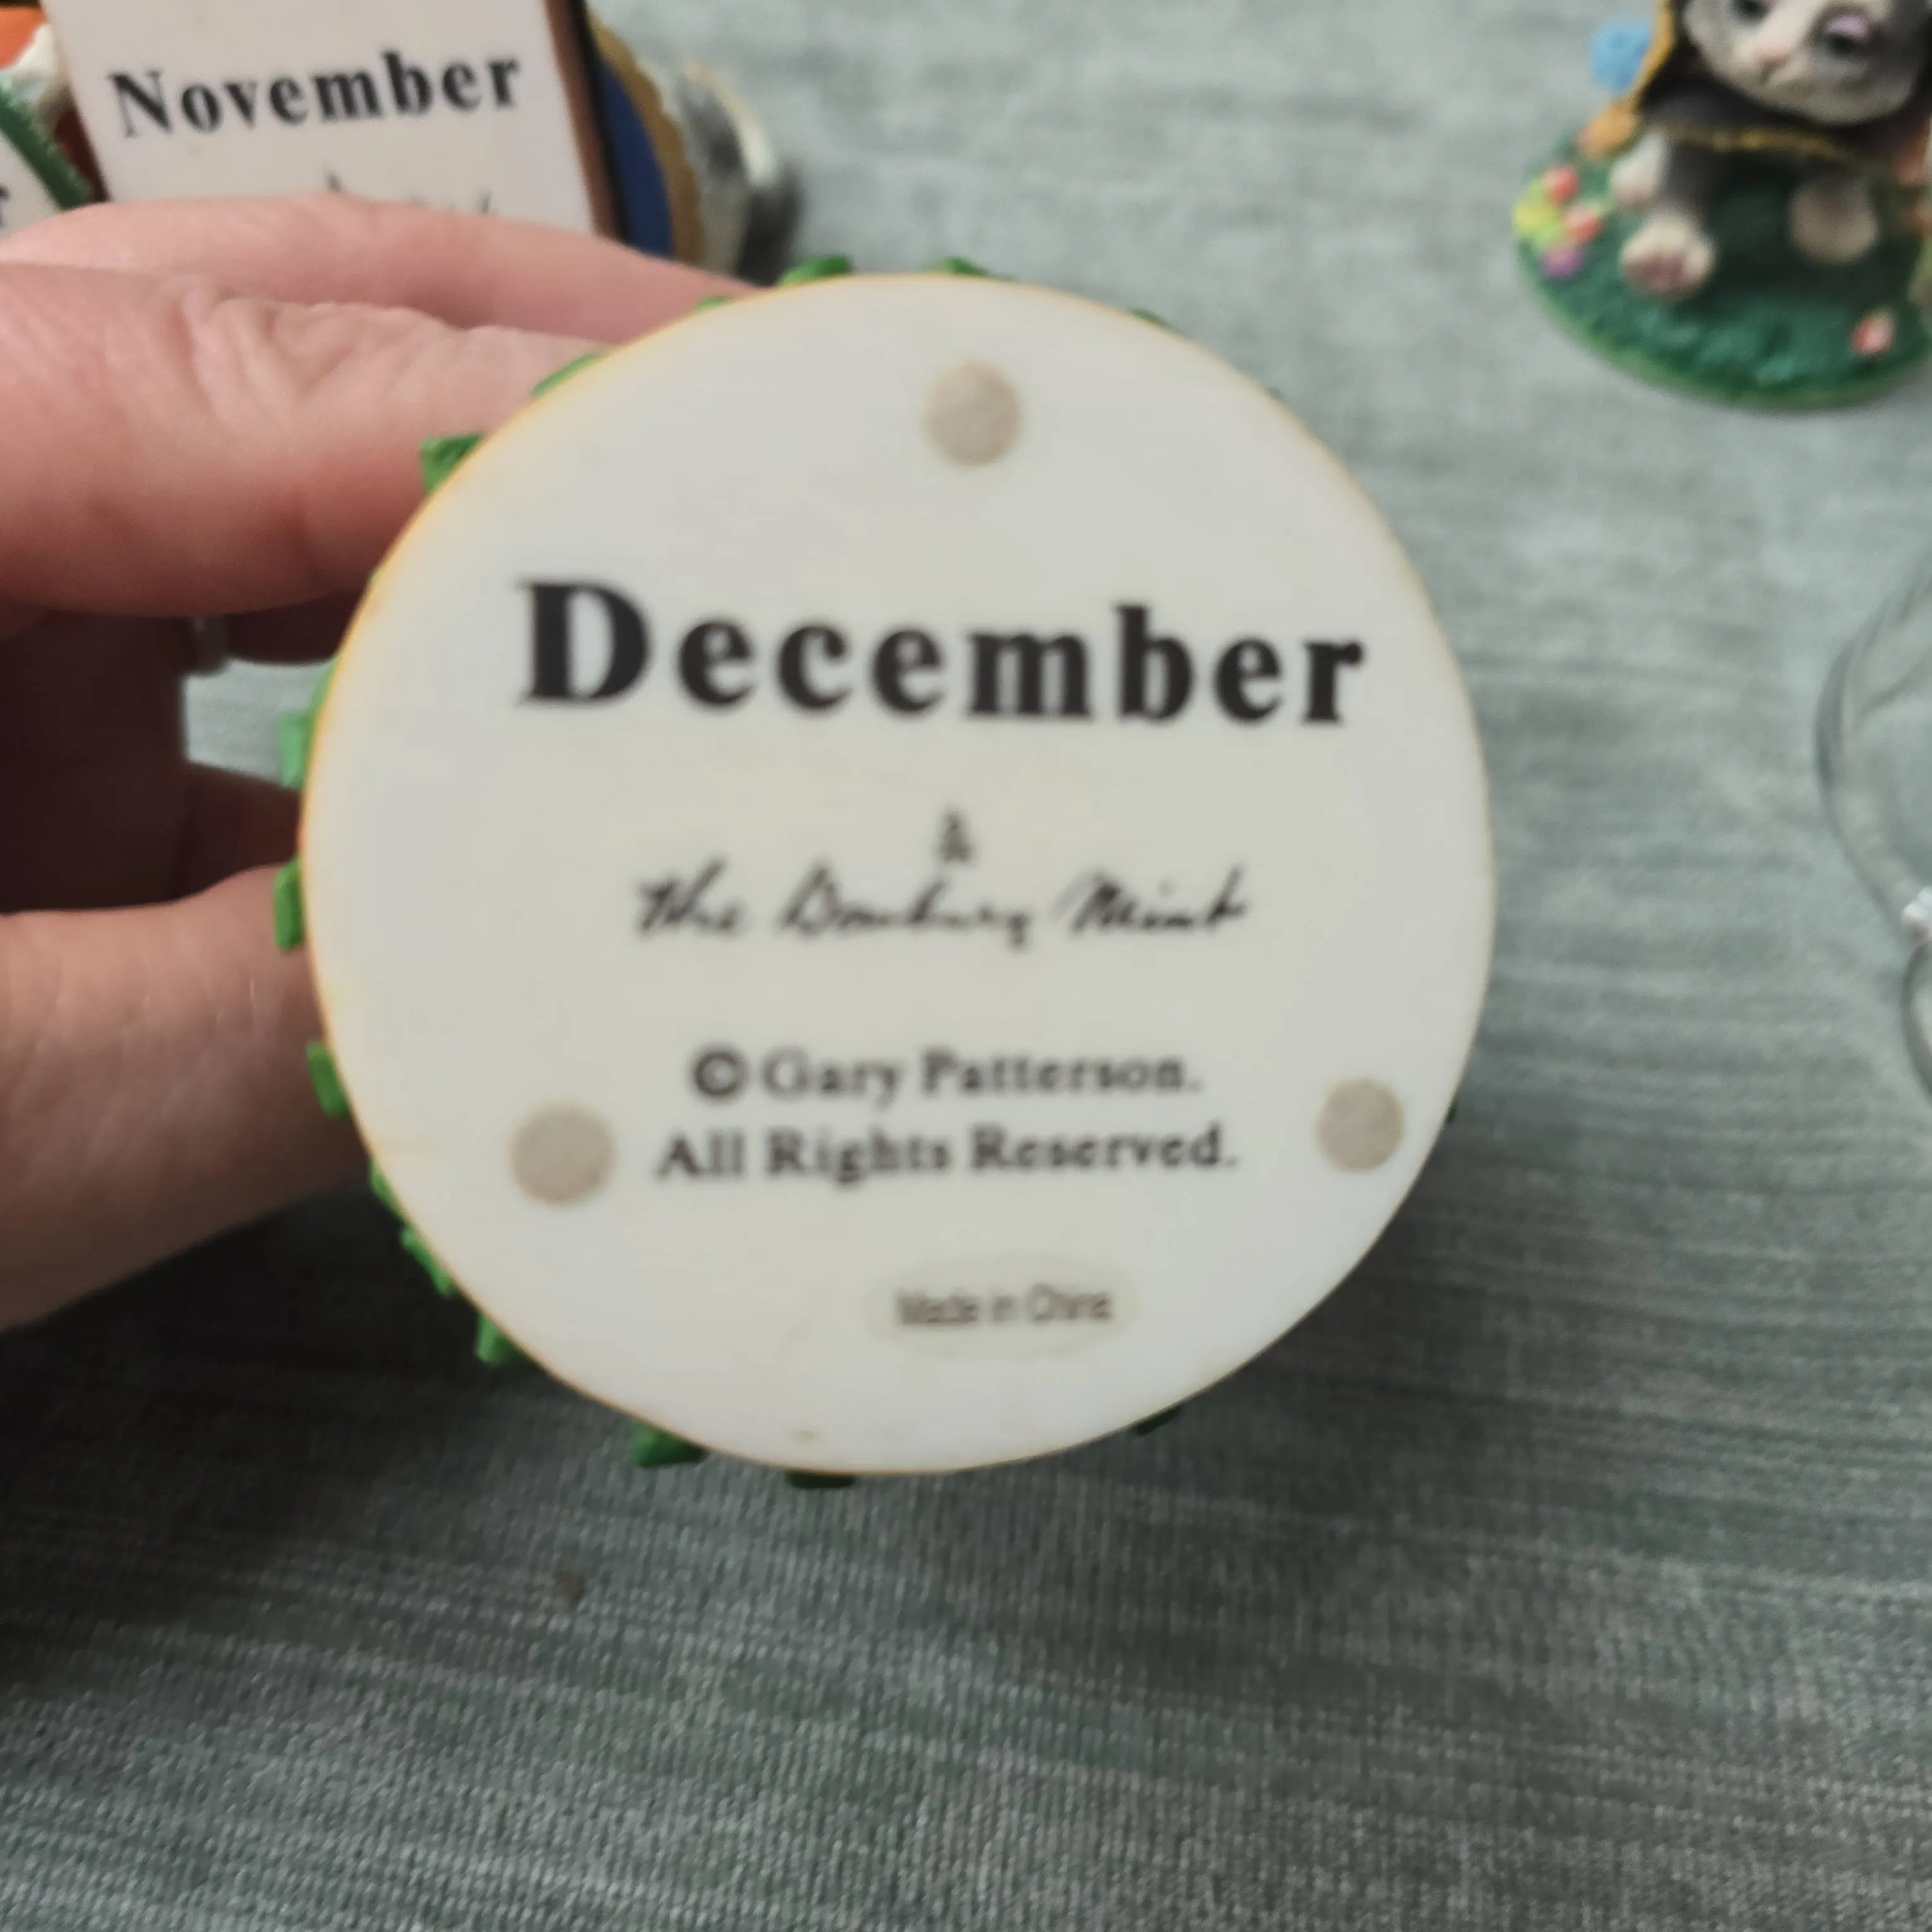 November
December
The Danbury Mint
© Gary Patterson.
All Rights Reserved.
Made in China